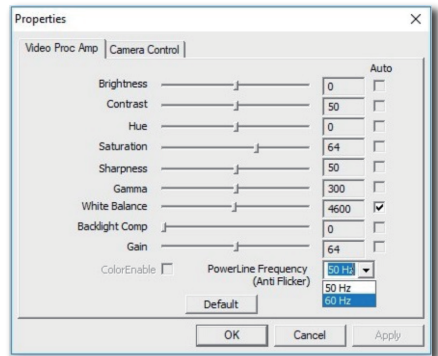 Properties
Video Proc Amp Camera Control
Auto
Brightness 0
Contrast 50
Hue 0
Saturation 64
Sharpness 50
Gamma 300
White Balance 4600
Backlight Comp 0
Gain 64
ColorEnable PowerLine Frequency 50 Hz
(Anti Flicker)
50 Hz
60 Hz
Default
OK Cancel Apply